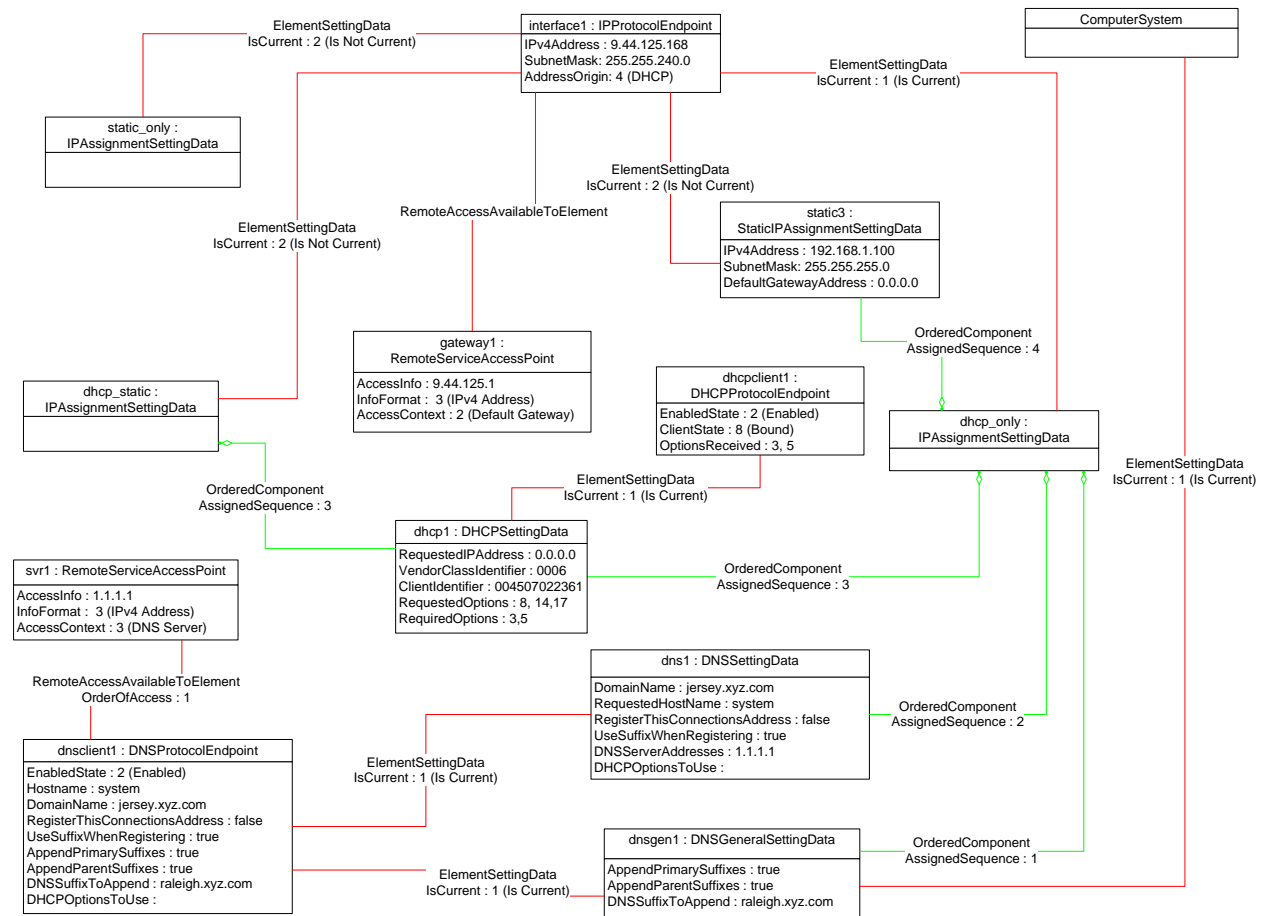 ElementSettingData
IsCurrent : 2 (Is Not Current)
interface1 : IPProtocolEndpoint
IPv4Address : 9.44.125.168
SubnetMask: 255.255.240.0
AddressOrigin: 4 (DHCP)
ComputerSystem
ElementSettingData
IsCurrent : 1 (Is Current)
static_only :
IPAssignmentSettingData
ElementSettingData
IsCurrent : 2 (Is Not Current)
RemoteAccessAvailableToElement
ElementSettingData
IsCurrent : 2 (Is Not Current)
static3 :
StaticIPAssignmentSettingData
IPv4Address : 192.168.1.100
SubnetMask: 255.255.255.0
DefaultGatewayAddress : 0.0.0.0
gateway1 :
RemoteServiceAccessPoint
AccessInfo : 9.44.125.1
InfoFormat : 3 (IPv4 Address)
AccessContext : 2 (Default Gateway)
OrderedComponent
AssignedSequence : 4
dhcp_static :
IPAssignmentSettingData
dhcpclient1 :
DHCPProtocolEndpoint
EnabledState : 2 (Enabled)
ClientState : 8 (Bound)
OptionsReceived : 3, 5
dhcp_only :
IPAssignmentSettingData
ElementSettingData
IsCurrent : 1 (Is Current)
OrderedComponent
AssignedSequence : 3
ElementSettingData
IsCurrent : 1 (Is Current)
dhcp1 : DHCPSettingData
RequestedIPAddress : 0.0.0.0
VendorClassIdentifier : 0006
ClientIdentifier : 004507022361
RequestedOptions : 8, 14,17
RequiredOptions : 3,5
OrderedComponent
AssignedSequence : 3
svr1 : RemoteServiceAccessPoint
AccessInfo : 1.1.1.1
InfoFormat : 3 (IPv4 Address)
AccessContext : 3 (DNS Server)
RemoteAccessAvailableToElement
OrderOfAccess : 1
dns1 : DNSSettingData
DomainName : jersey.xyz.com
RequestedHostName : system
RegisterThisConnectionsAddress : false
UseSuffixWhenRegistering : true
DNSServerAddresses : 1.1.1.1
DHCPOptionsToUse :
OrderedComponent
AssignedSequence : 2
dnsclient1 : DNSProtocolEndpoint
EnabledState : 2 (Enabled)
Hostname : system
DomainName : jersey.xyz.com
RegisterThisConnectionsAddress : false
UseSuffixWhenRegistering : true
AppendPrimarySuffixes : true
AppendParentSuffixes : true
DNSSuffixToAppend : raleigh.xyz.com
DHCPOptionsToUse :
ElementSettingData
IsCurrent : 1 (Is Current)
ElementSettingData
IsCurrent : 1 (Is Current)
dnsgen1 : DNSGeneralSettingData
AppendPrimarySuffixes : true
AppendParentSuffixes : true
DNSSuffixToAppend : raleigh.xyz.com
OrderedComponent
AssignedSequence : 1